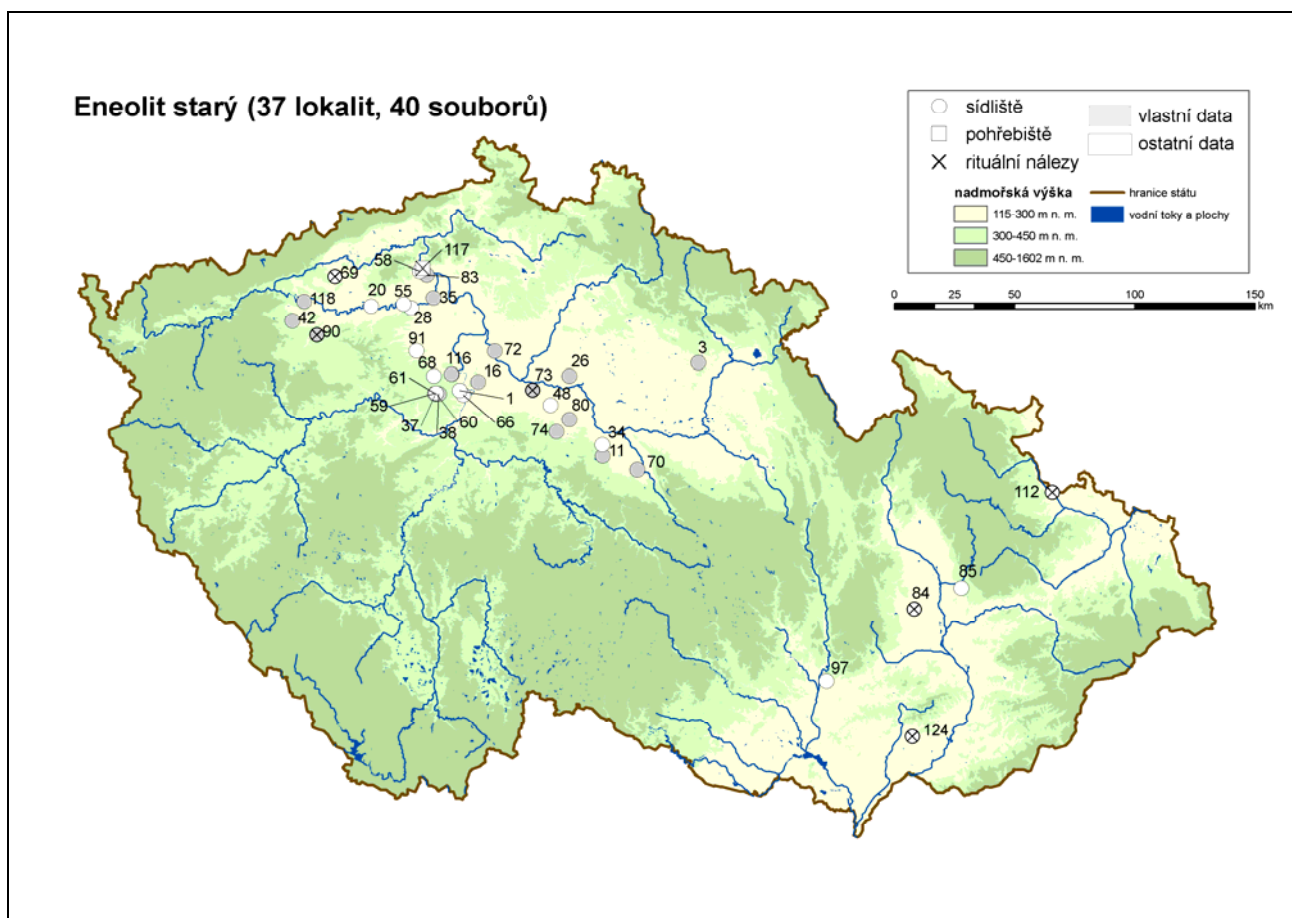 Eneolit starý (37 lokalit, 40 souborů)
sídliště
pohřebiště
rituální nálezy
vlastní data
ostatní data
nadmořská výška
115-300 m n. m.
300-450 m n. m.
450-1602 m n. m.
hranice státu
vodní toky a plochy
0 25 50 100 150
km
117
58
69
83
118
20
55
35
42
28
90
91
72
3
68
116
16
26
73
61
1
48
59
80
37
38
60
66
74
34
11
70
112
85
84
97
124